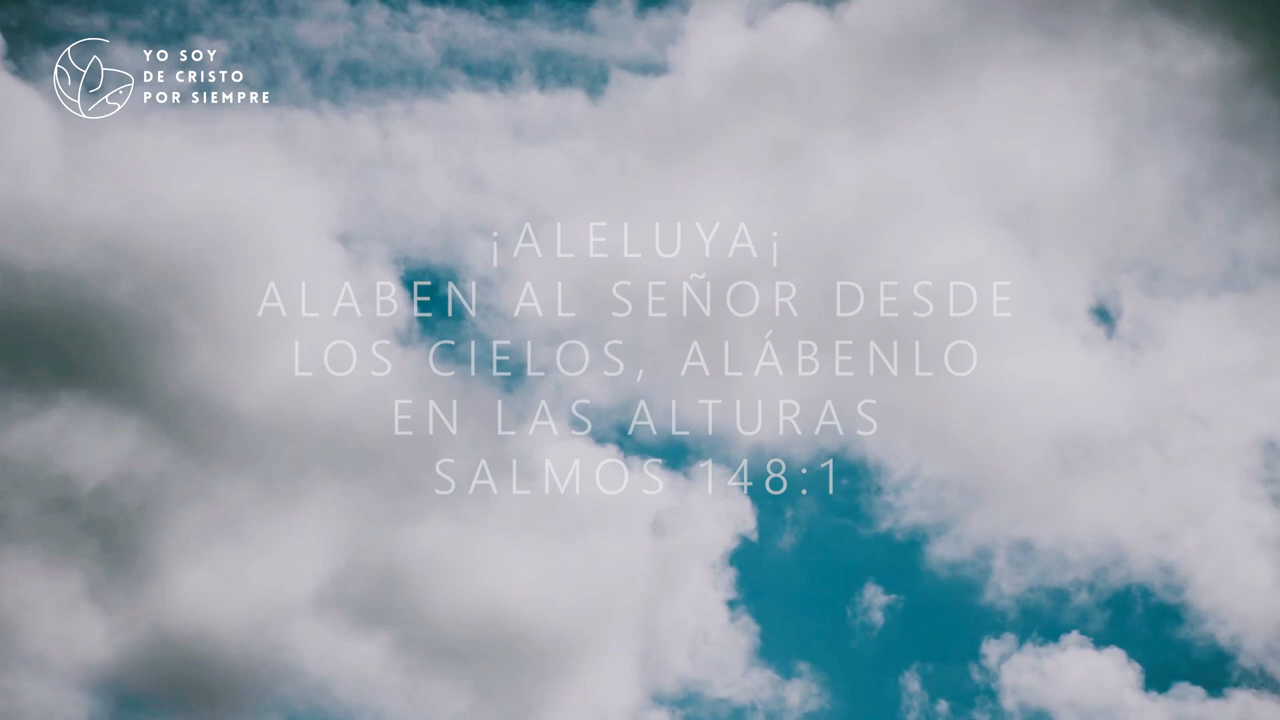 YO SOY
DE CRISTO
POR SIEMPRE
¡ALELUYA¡
ALABEN AL SEÑOR DESDE
LOS CIELOS, ALÁBENLO
EN LAS ALTURAS
SALMOS 148:1